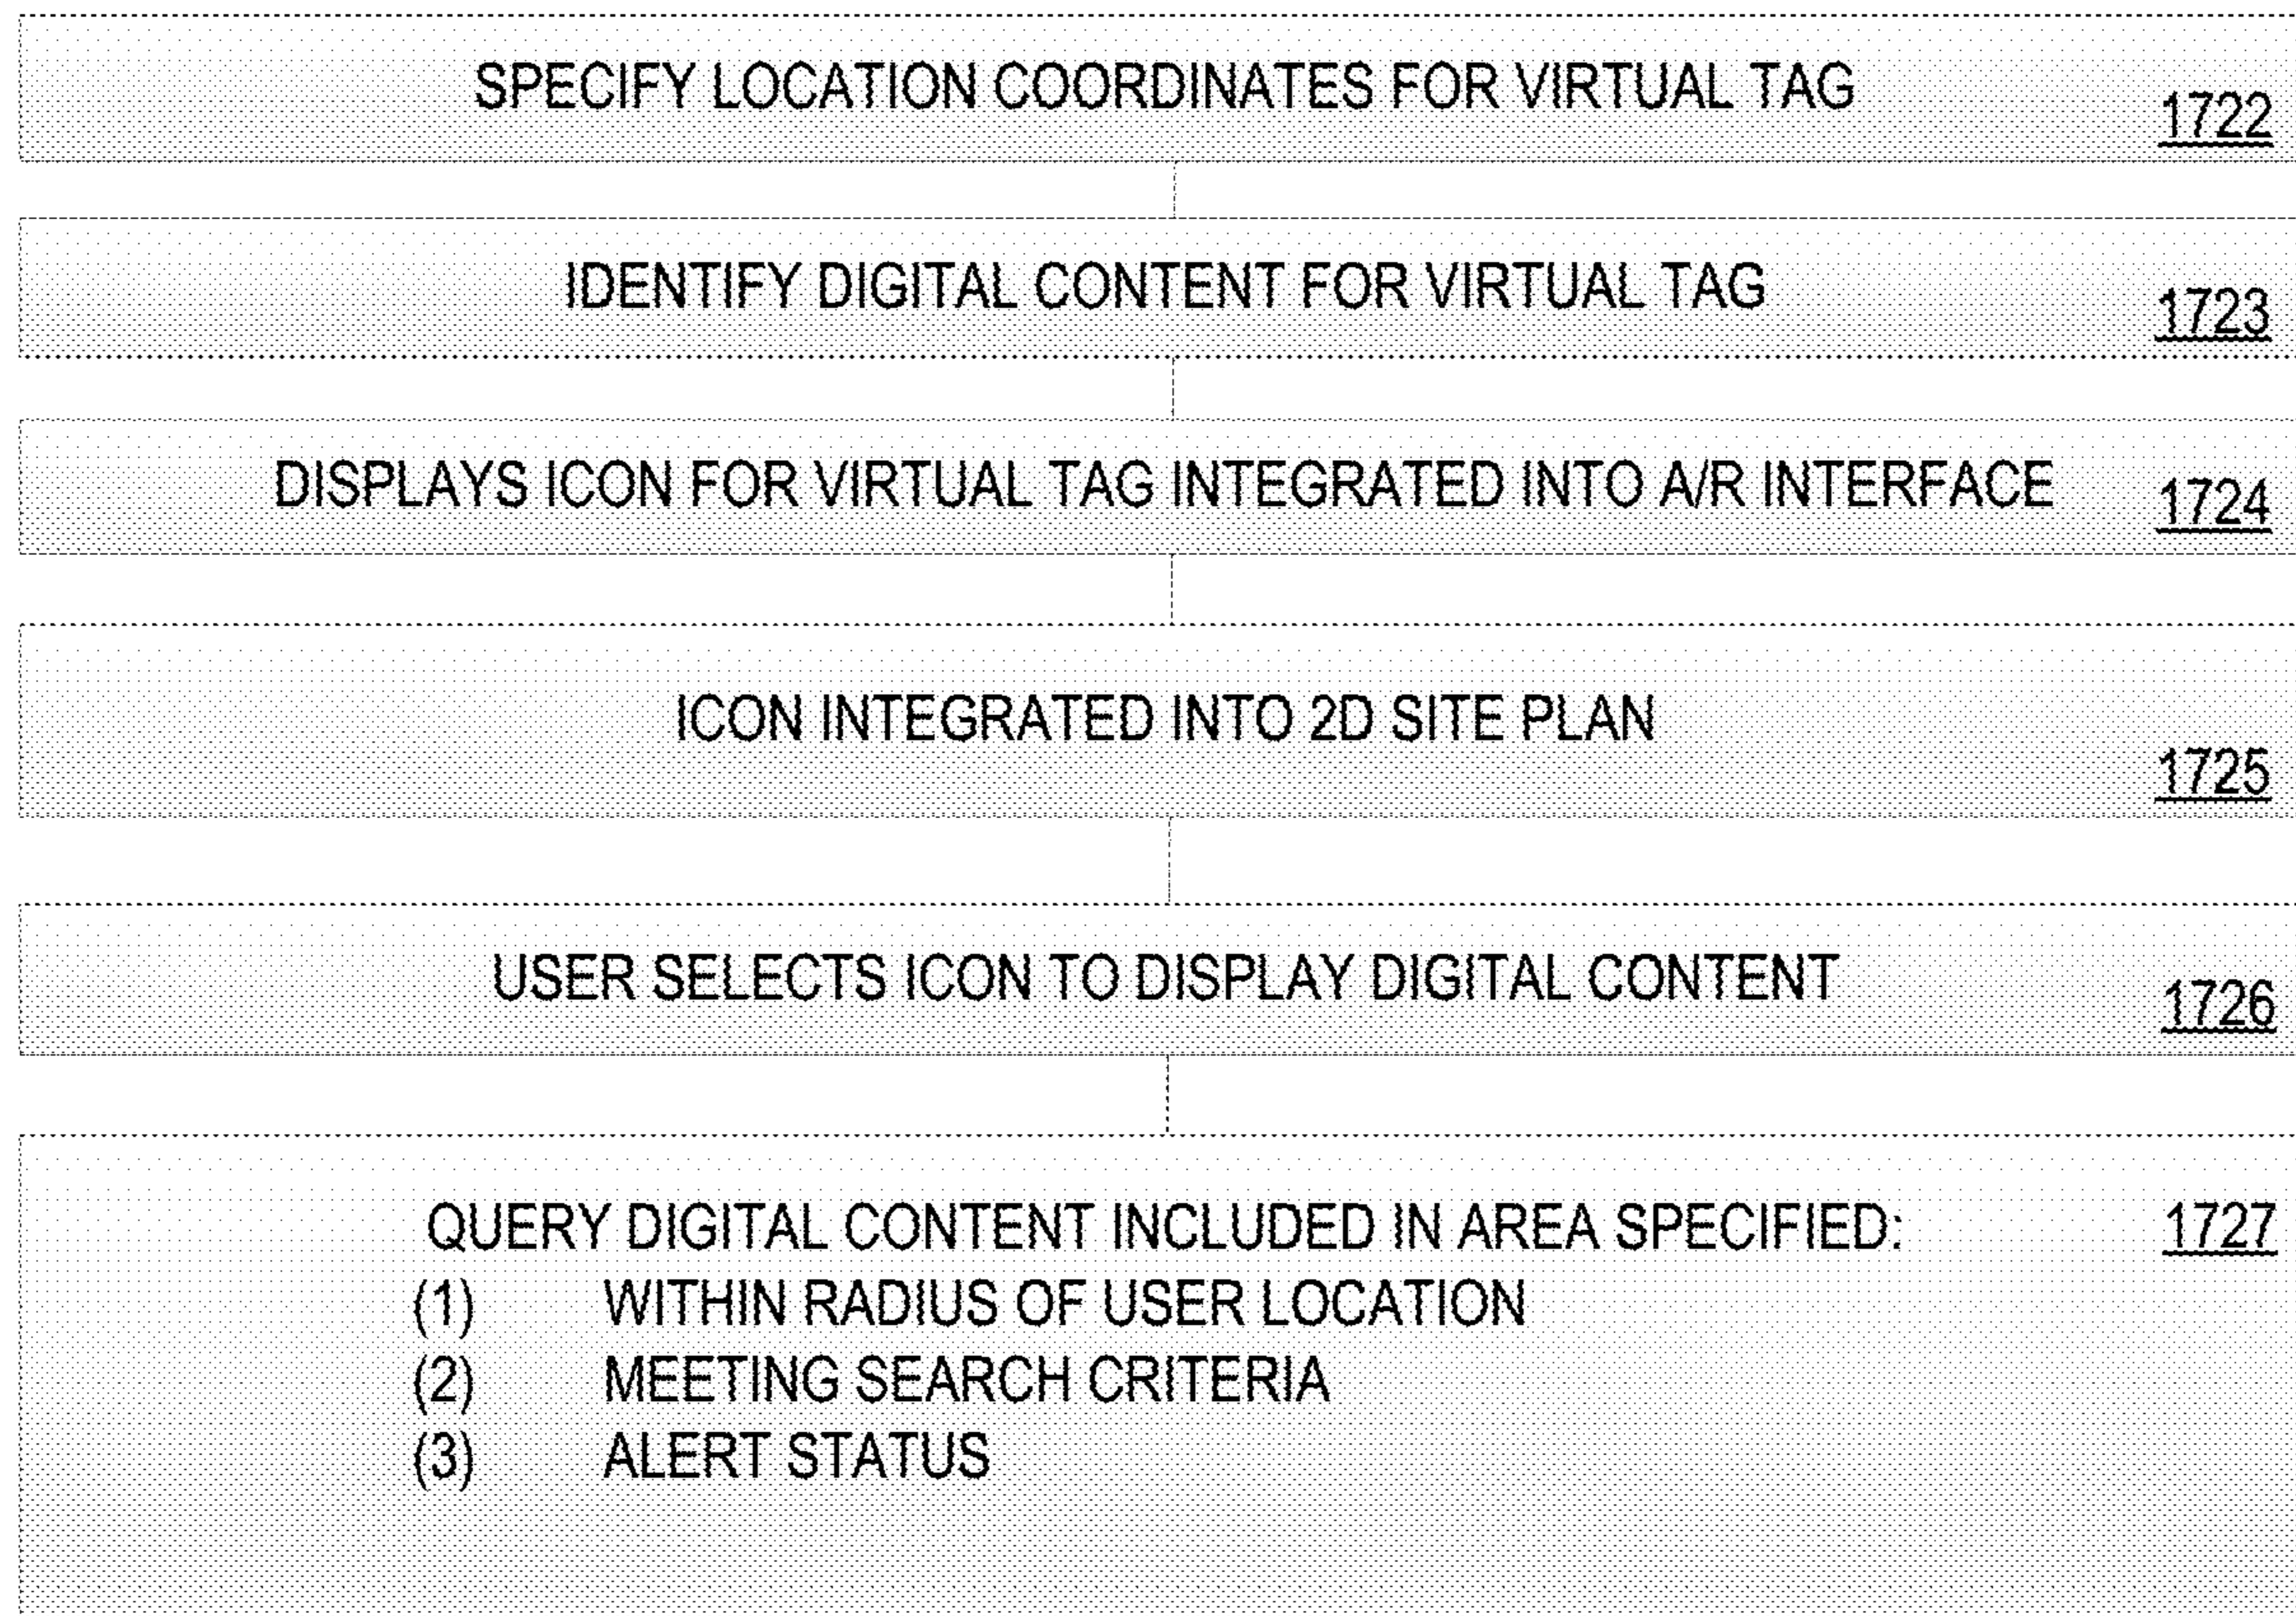 SPECIFY LOCATION COORDINATES FOR VIRTUAL TAG
1722
IDENTIFY DIGITAL CONTENT FOR VIRTUAL TAG
1723
DISPLAYS ICON FOR VIRTUAL TAG INTEGRATED INTO A/R INTERFACE
1724
ICON INTEGRATED INTO 2D SITE PLAN
1725
USER SELECTS ICON TO DISPLAY DIGITAL CONTENT
1726
QUERY DIGITAL CONTENT INCLUDED IN AREA SPECIFIED: 1727
(1) WITHIN RADIUS OF USER LOCATION
(2) MEETING SEARCH CRITERIA
(3) ALERT STATUS